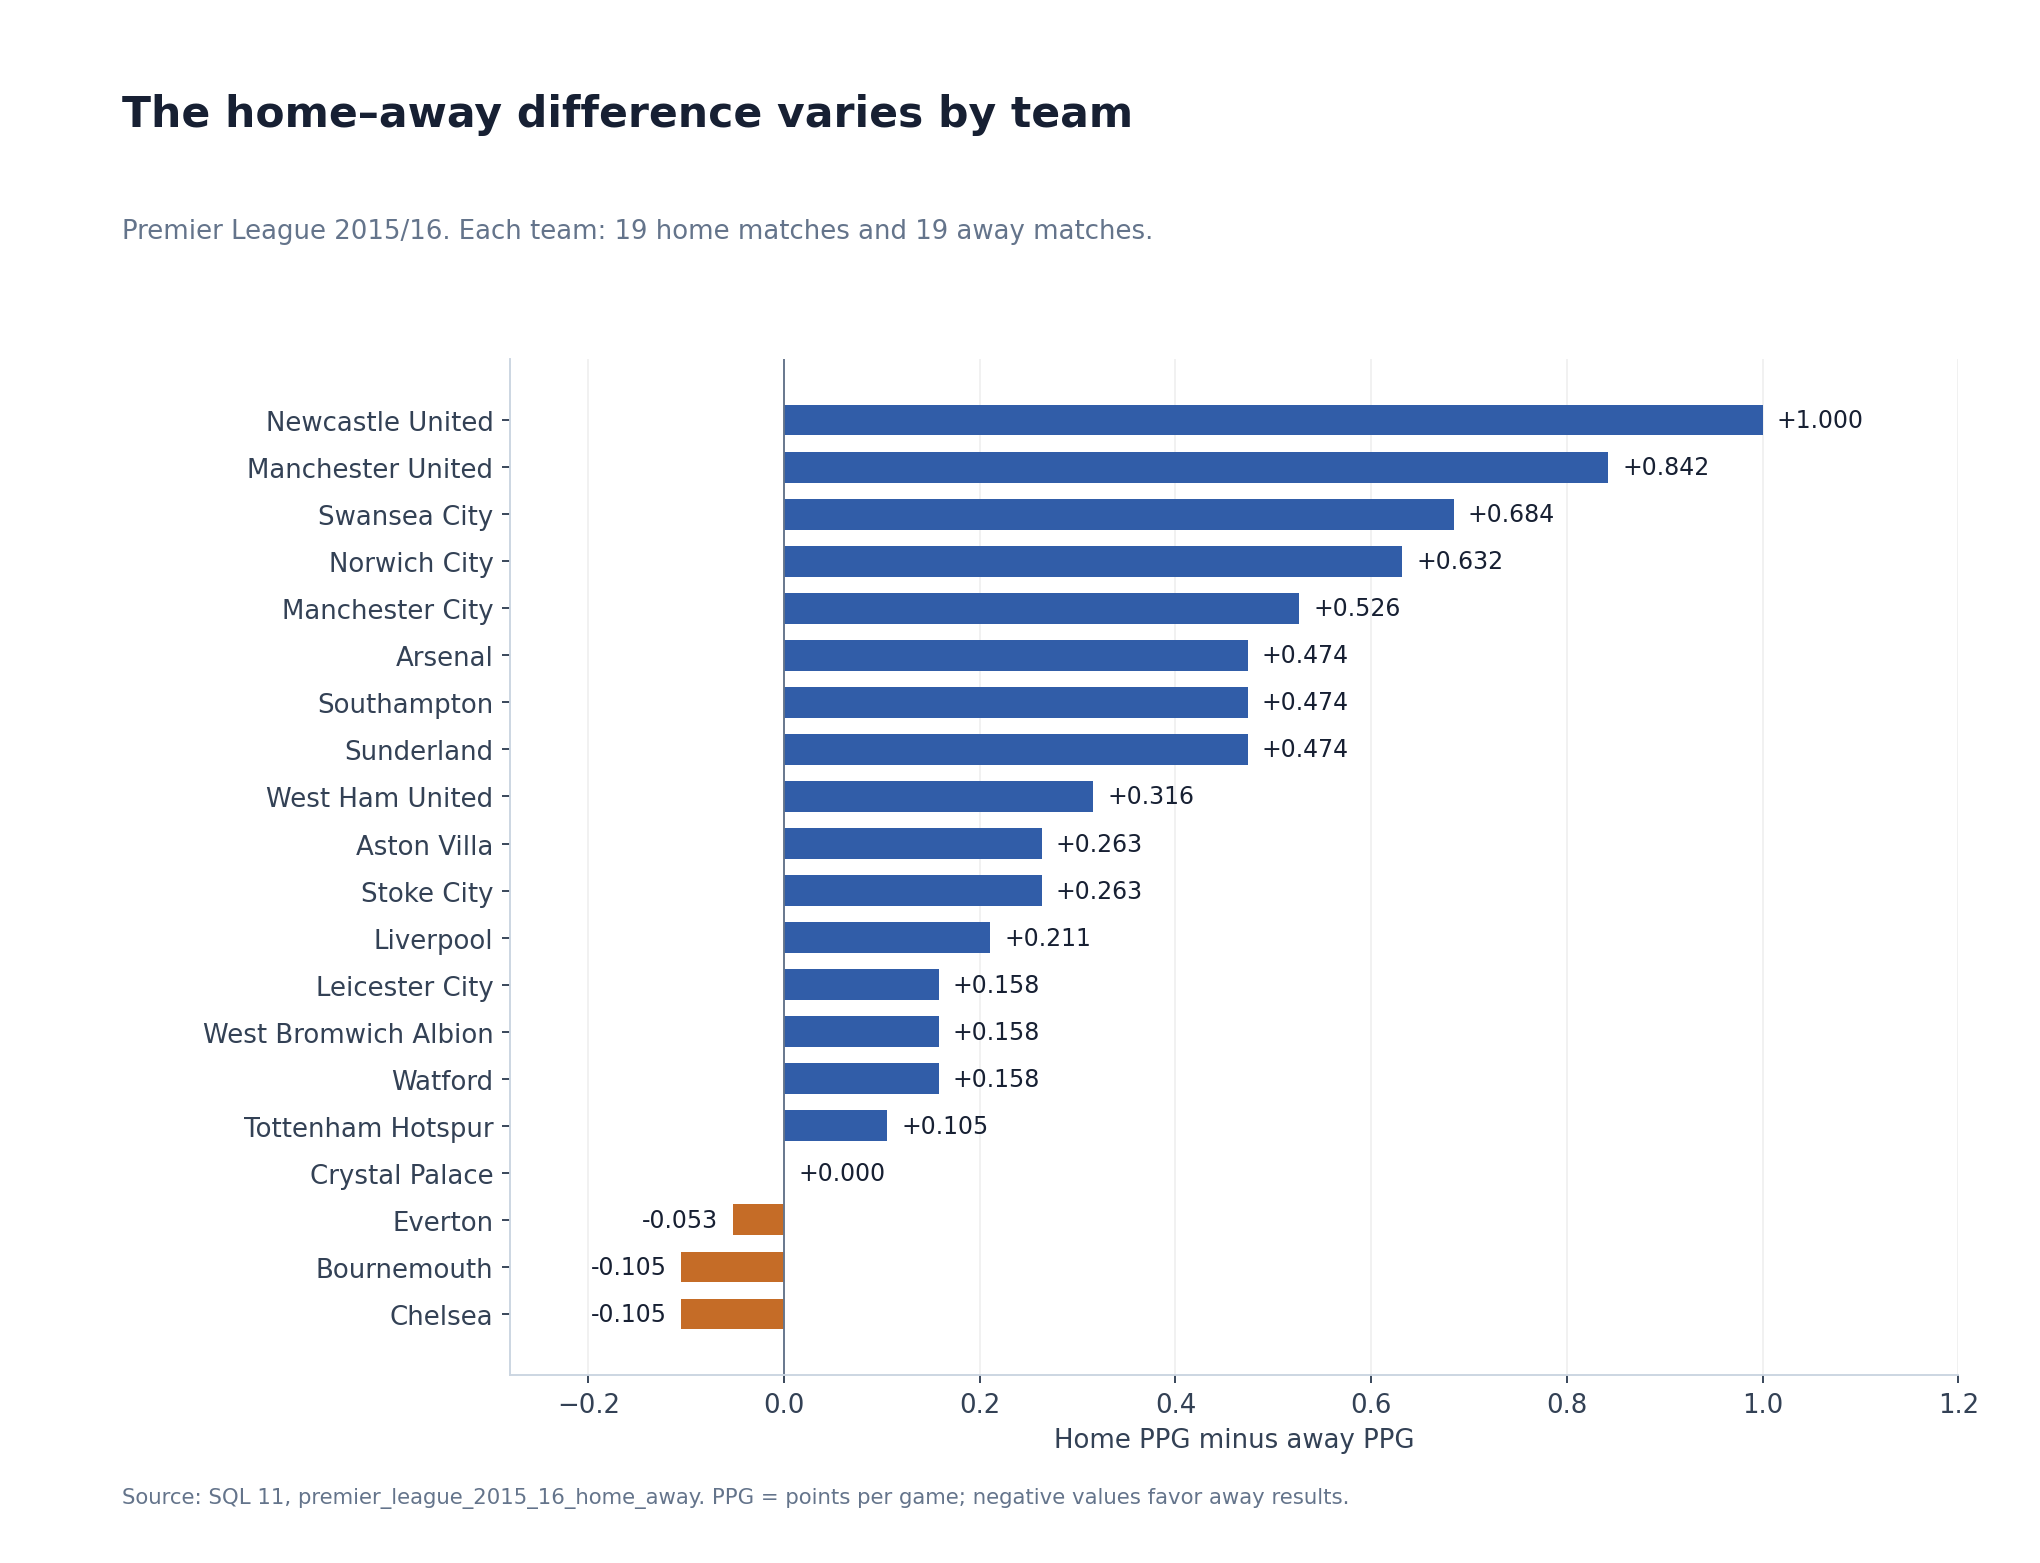 The home–away difference varies by team
Premier League 2015/16. Each team: 19 home matches and 19 away matches.
Newcastle United +1.000
Manchester United +0.842
Swansea City +0.684
Norwich City +0.632
Manchester City +0.526
Arsenal +0.474
Southampton +0.474
Sunderland +0.474
West Ham United +0.316
Aston Villa +0.263
Stoke City +0.263
Liverpool +0.211
Leicester City +0.158
West Bromwich Albion +0.158
Watford +0.158
Tottenham Hotspur +0.105
Crystal Palace +0.000
Everton -0.053
Bournemouth -0.105
Chelsea -0.105
−0.2 0.0 0.2 0.4 0.6 0.8 1.0 1.2
Home PPG minus away PPG
Source: SQL 11, premier_league_2015_16_home_away. PPG = points per game; negative values favor away results.